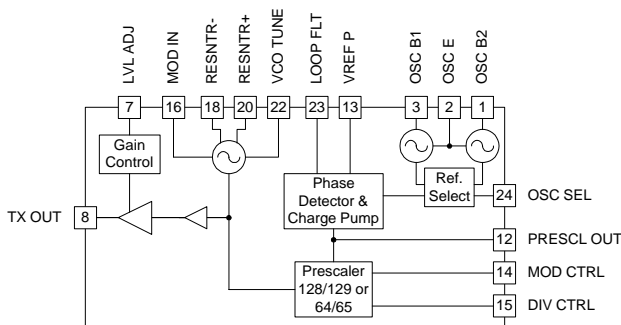 LVL ADJ
MOD IN
RESNTR-
RESNTR+
VCO TUNE
LOOP FLT
VREF P
OSC B1
OSC E
OSC B2
7
16
18
20
22
23
13
3
2
1
Gain
Control
Phase
Detector &
Charge Pump
Ref.
Select
24
OSC SEL
TX OUT
8
12
PRESCL OUT
Prescaler
128/129 or
64/65
14
MOD CTRL
15
DIV CTRL